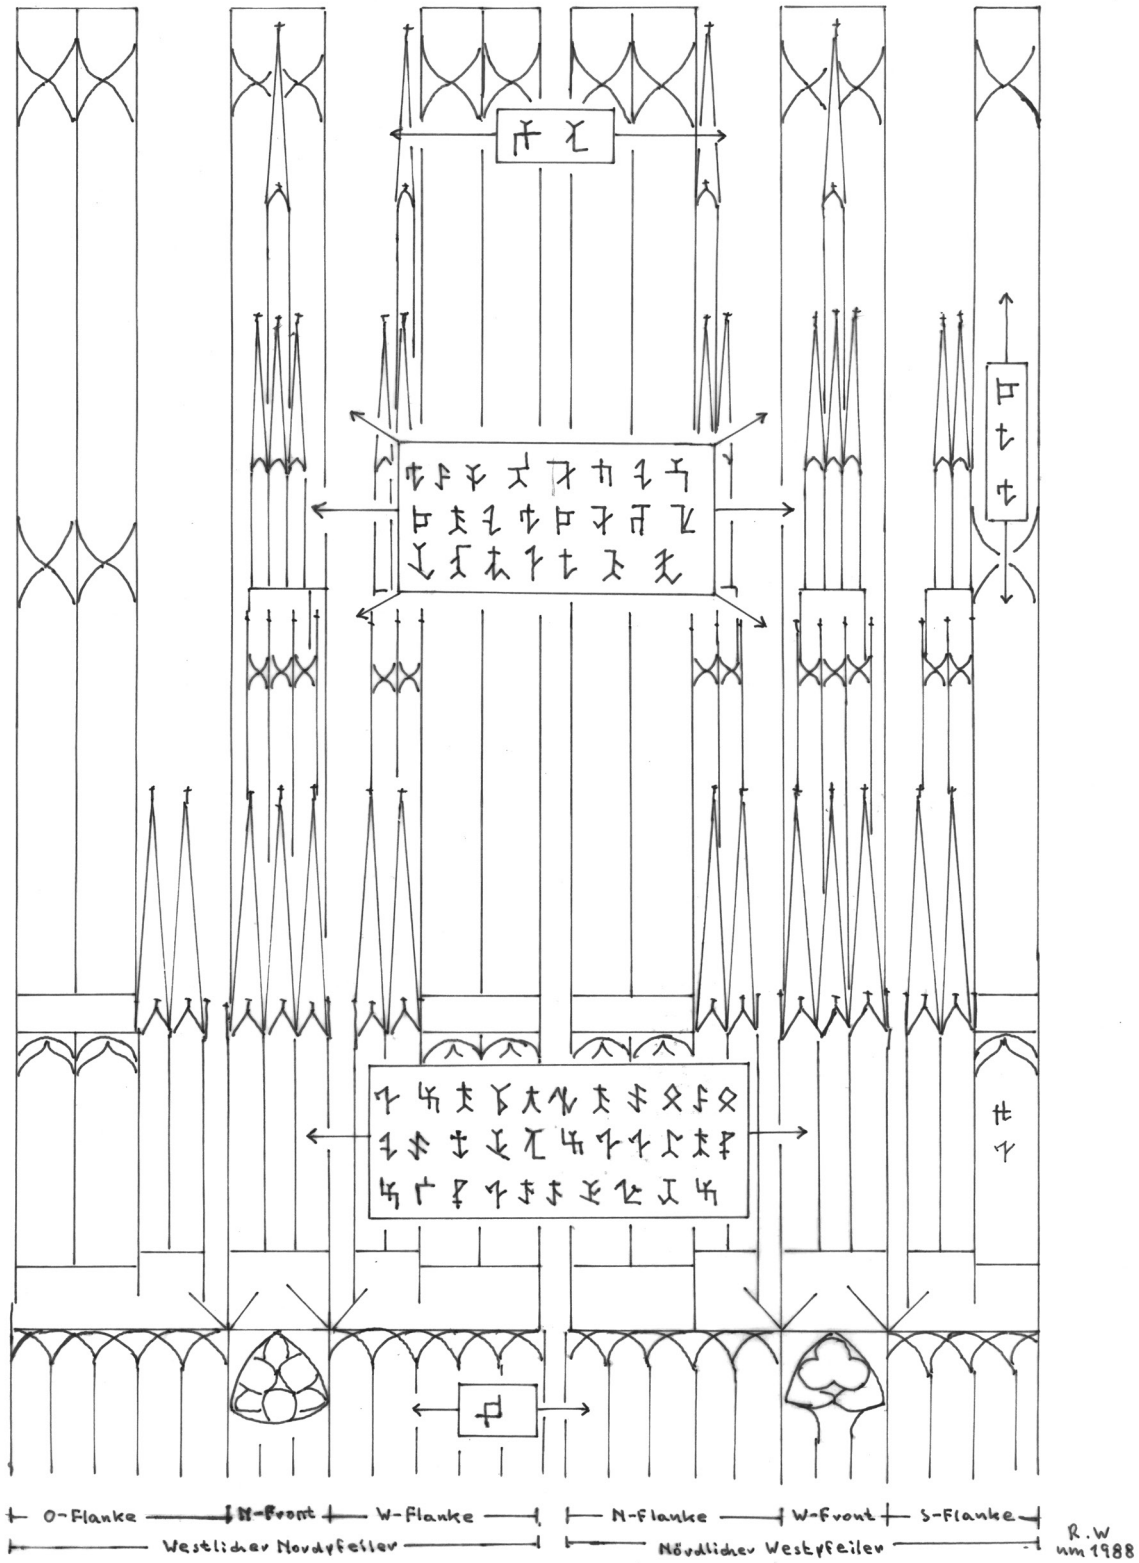 O-Flanke N-Front W-Flanke N-Flanke W-Front S-Flanke
Westlicher Nordpfeiler Nördlicher Westpfeiler
R.W
um 1988